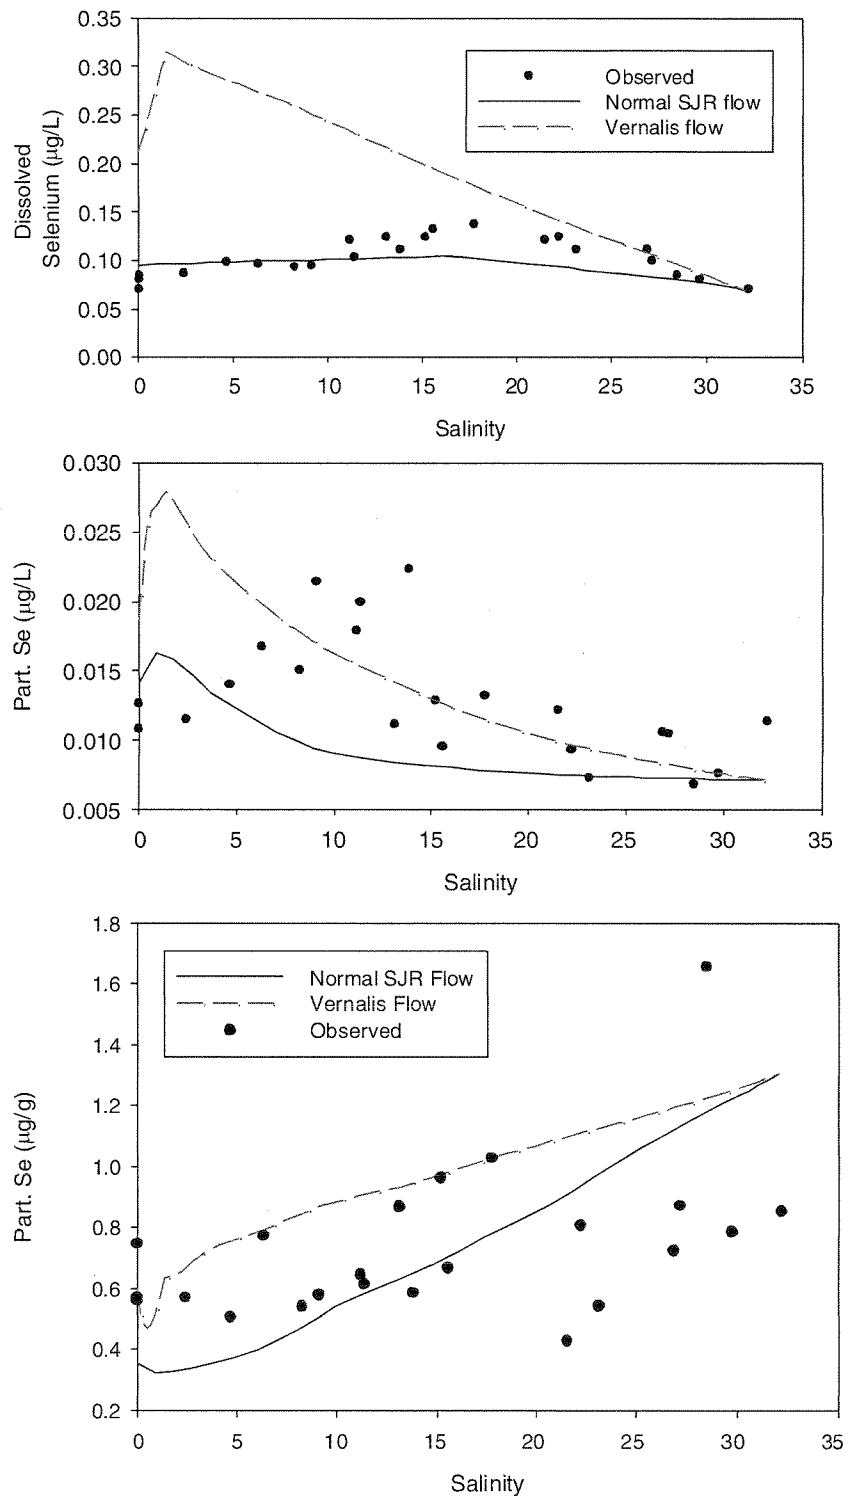 0.35
0.30
0.25
0.20
0.15
0.10
0.05
0.00
Dissolved
Selenium (µg/L)
Observed
Normal SJR flow
Vernalis flow
0 5 10 15 20 25 30 35
Salinity
0.030
0.025
0.020
0.015
0.010
0.005
Part. Se (µg/L)
0 5 10 15 20 25 30 35
Salinity
1.8
1.6
1.4
1.2
1.0
0.8
0.6
0.4
0.2
Part. Se (µg/g)
Normal SJR Flow
Vernalis Flow
Observed
0 5 10 15 20 25 30 35
Salinity